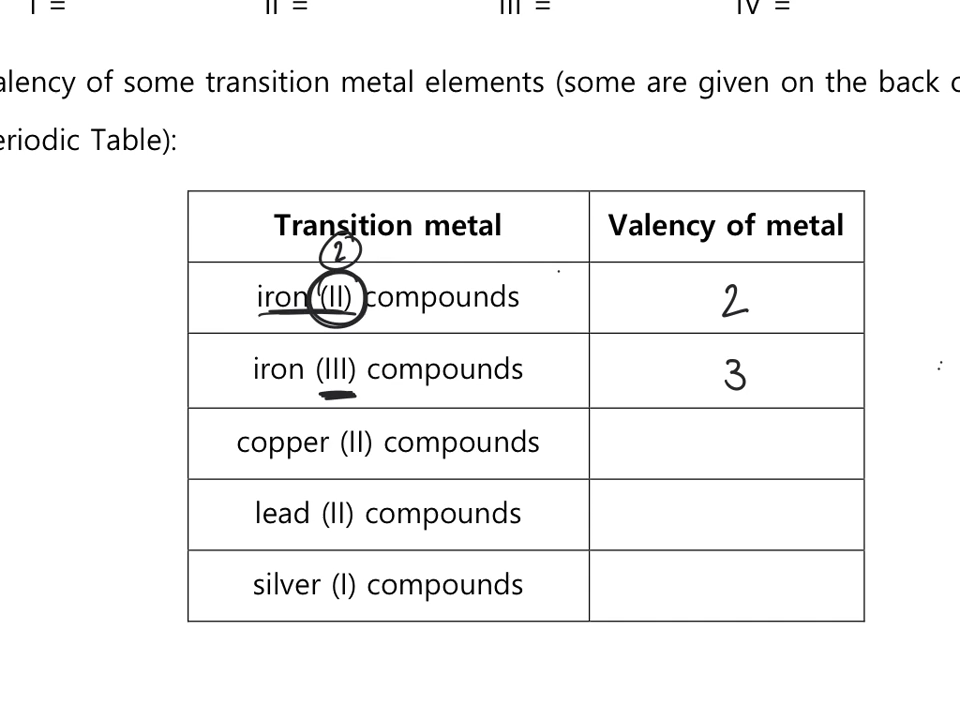 I = II = III = IV =
alency of some transition metal elements (some are given on the back
eriodic Table):
Transition metal Valency of metal
2+
iron (II) compounds 2
iron (III) compounds 3
copper (II) compounds
lead (II) compounds
silver (I) compounds